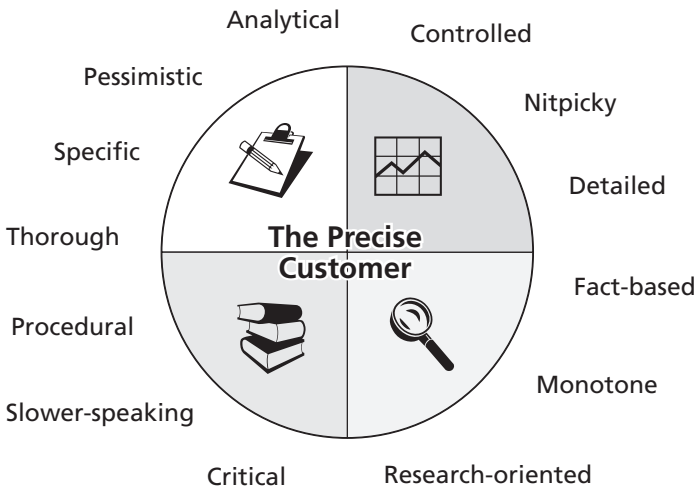 Analytical
Controlled
Pessimistic
Nitpicky
Specific
Detailed
Thorough
The Precise
Customer
Fact-based
Procedural
Monotone
Slower-speaking
Critical
Research-oriented